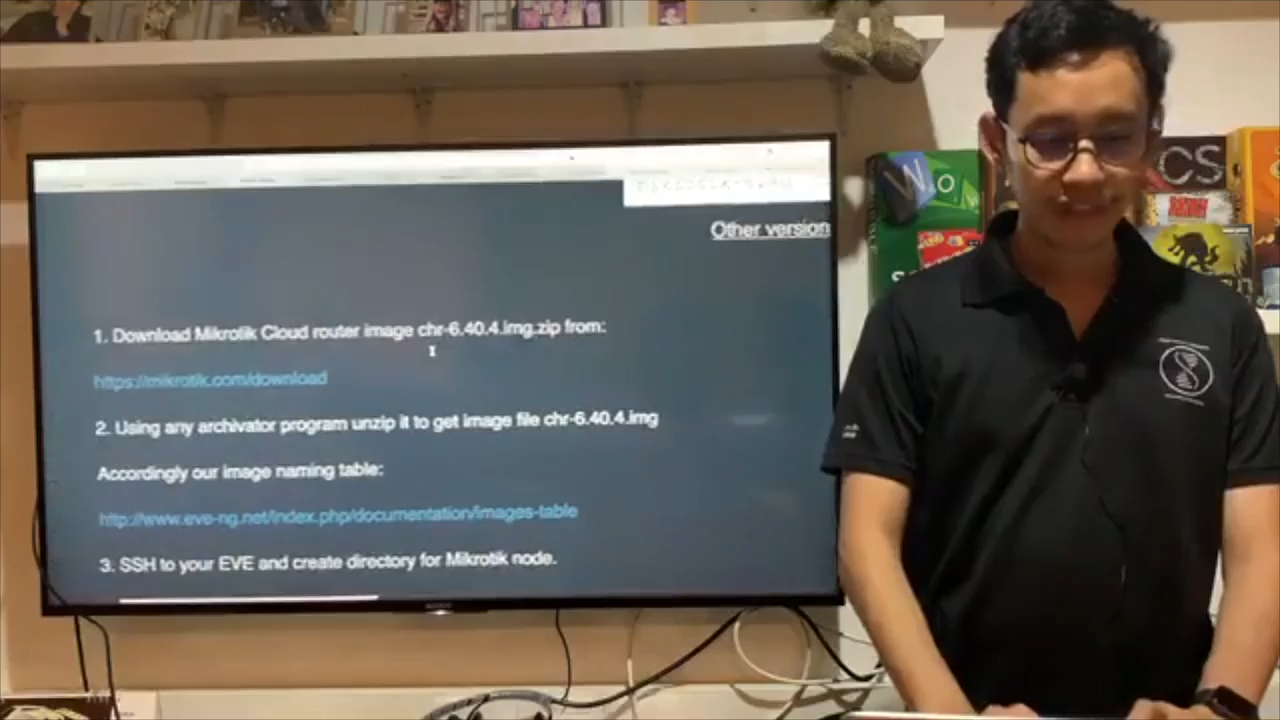 Other version
1. Download Mikrotik Cloud router image chr-6.40.4.img.zip from:
https://mikrotik.com/download
2. Using any archivator program unzip it to get image file chr-6.40.4.img
Accordingly our image naming table:
http://www.eve-ng.net/index.php/documentation/images-table
3. SSH to your EVE and create directory for Mikrotik node.
CS
UNO